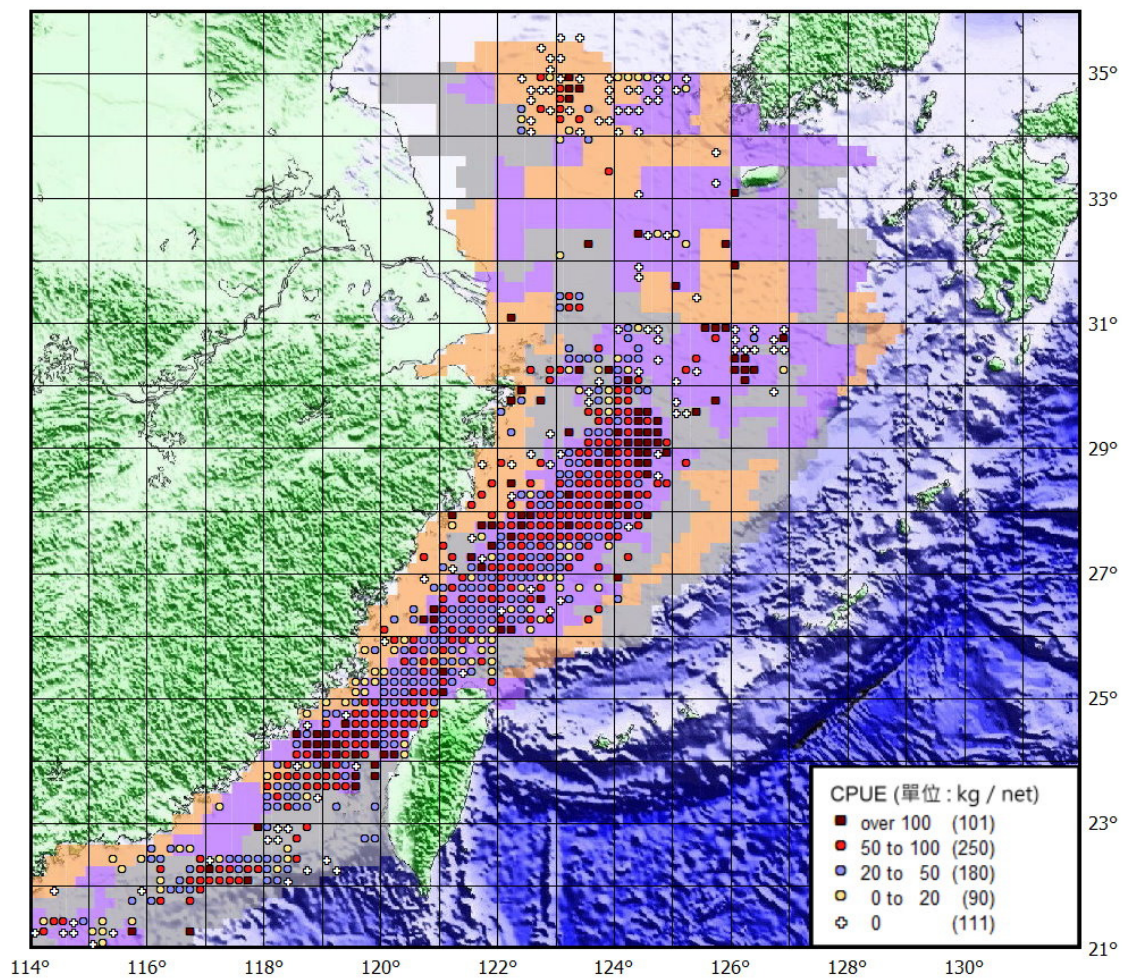 35°
33°
31°
29°
27°
25°
CPUE (單位 : kg / net)
over 100 (101)
50 to 100 (250)
23°
20 to 50 (180)
0 to 20 (90)
0 (111)
21°
114° 116° 118° 120° 122° 124° 126° 128° 130°